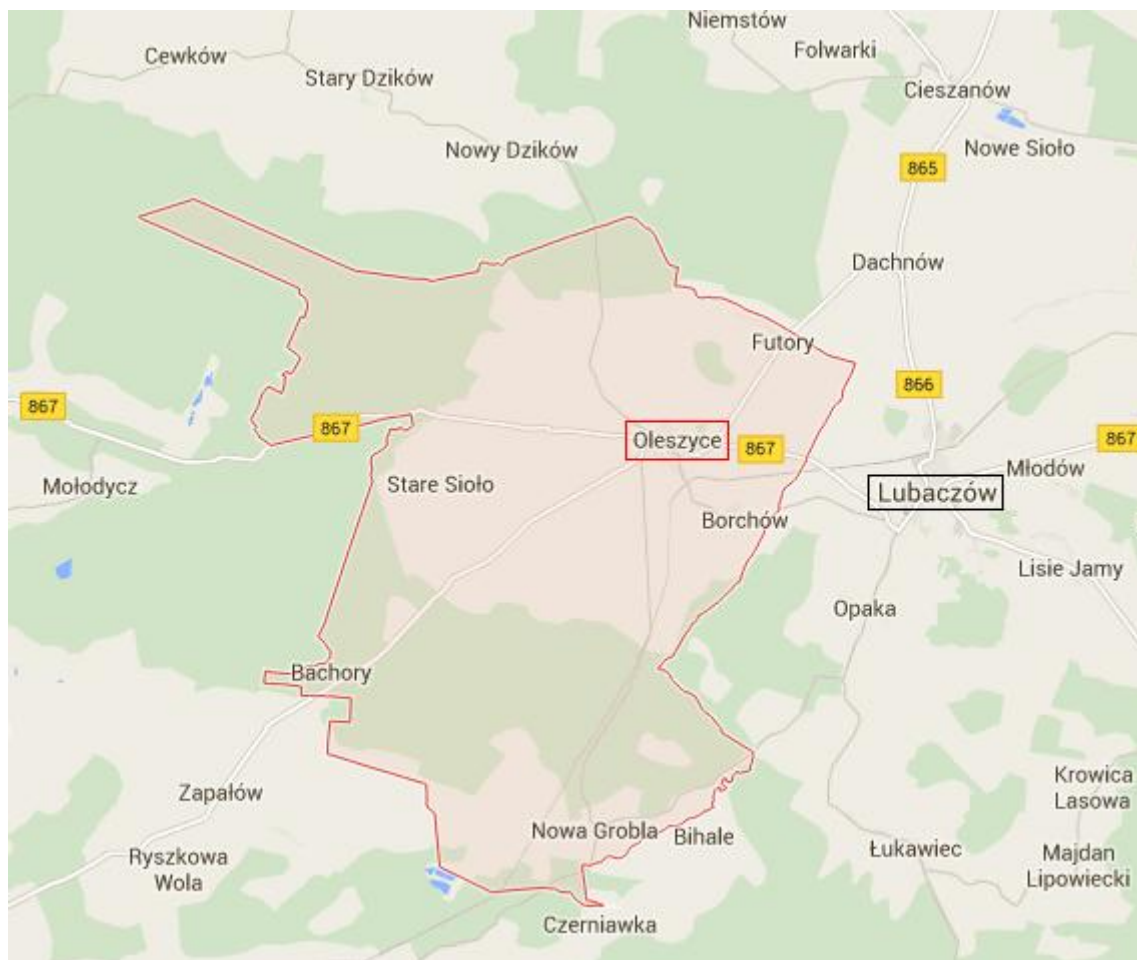 Niemstów
Folwarki
Cewków
Stary Dzików
Cieszanów
Nowy Dzików
Nowe Sioło
865
Dachnów
Futory
866
867
867
Oleszyce
867
867
Młodów
Mołodycz
Stare Sioło
Lubaczów
Borchów
Lisie Jamy
Opaka
Bachory
Zapałów
Krowica
Lasowa
Nowa Grobla
Bihale
Ryszkowa
Wola
Łukawiec
Majdan
Lipowiecki
Czerniawka